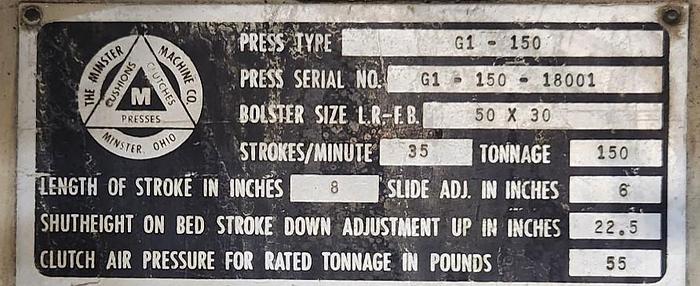 THE MINSTER MACHINE CO.
CUSHIONS CLUTCHES
M
PRESSES
MINSTER, OHIO
PRESS TYPE G1 - 150
PRESS SERIAL NO. G1 - 150 - 18001
BOLSTER SIZE L.R-F.B. 50 X 30
STROKES/MINUTE 35 TONNAGE 150
LENGTH OF STROKE IN INCHES 8 SLIDE ADJ. IN INCHES 6
SHUTHEIGHT ON BED STROKE DOWN ADJUSTMENT UP IN INCHES 22.5
CLUTCH AIR PRESSURE FOR RATED TONNAGE IN POUNDS 55